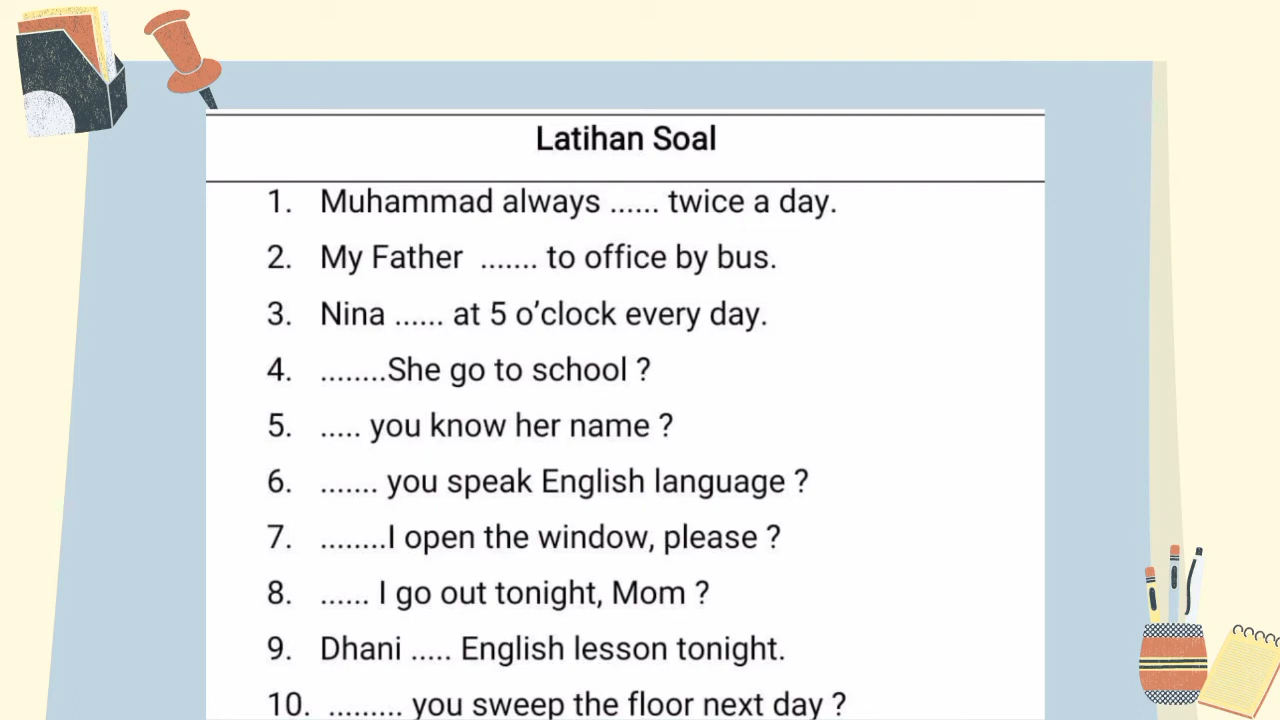 Latihan Soal
1. Muhammad always ...... twice a day.
2. My Father ....... to office by bus.
3. Nina ...... at 5 o’clock every day.
4. ........She go to school ?
5. ..... you know her name ?
6. ....... you speak English language ?
7. ........I open the window, please ?
8. ...... I go out tonight, Mom ?
9. Dhani ..... English lesson tonight.
10. ......... you sweep the floor next day ?